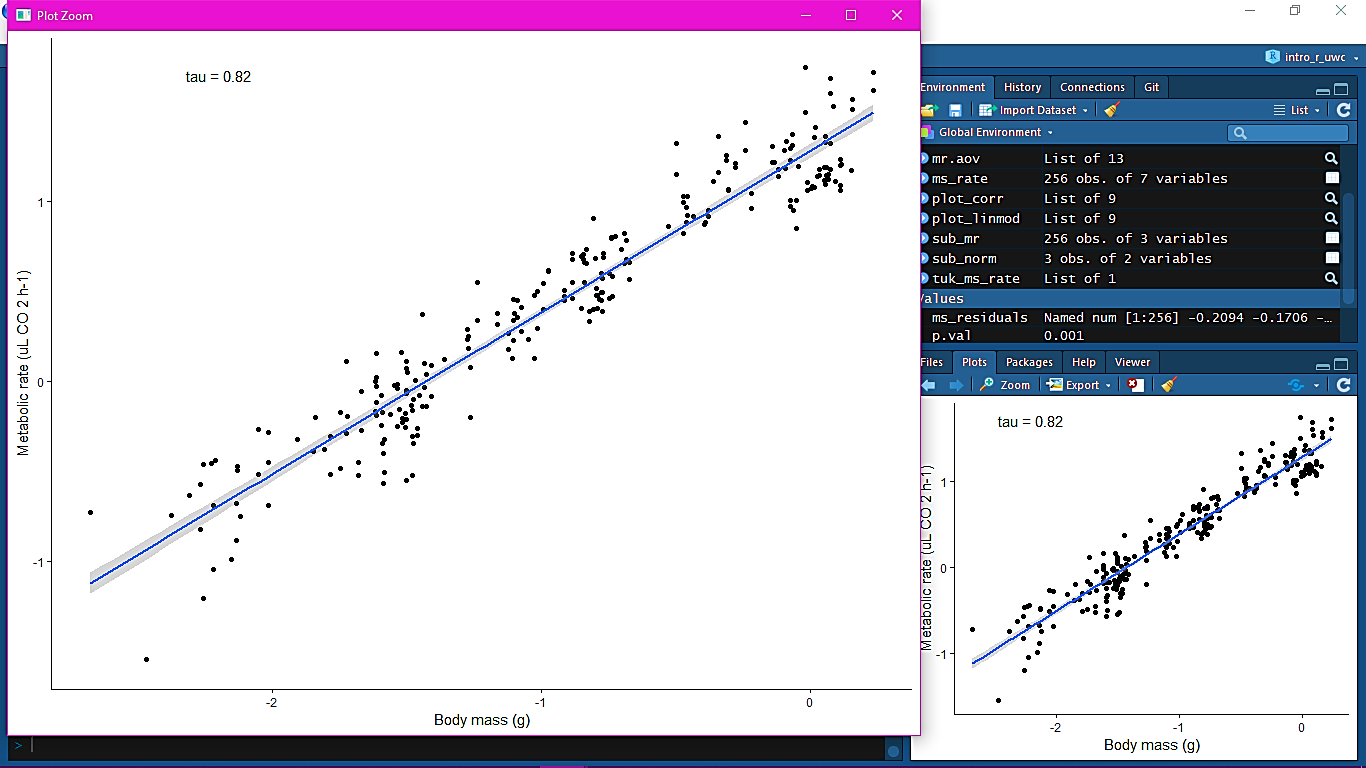 Plot Zoom
tau = 0.82
1
0
-1
Metabolic rate (uL CO 2 h-1)
-2 -1 0
Body mass (g)
>
intro_r_uwc
Environment History Connections Git
Import Dataset List
Global Environment
mr.aov List of 13
ms_rate 256 obs. of 7 variables
plot_corr List of 9
plot_linmod List of 9
sub_mr 256 obs. of 3 variables
sub_norm 3 obs. of 2 variables
tuk_ms_rate List of 1
Values
ms_residuals Named num [1:256] -0.2094 -0.1706 -…
p.val 0.001
Files Plots Packages Help Viewer
Zoom Export
tau = 0.82
1
0
-1
Metabolic rate (uL CO 2 h-1)
-2 -1 0
Body mass (g)